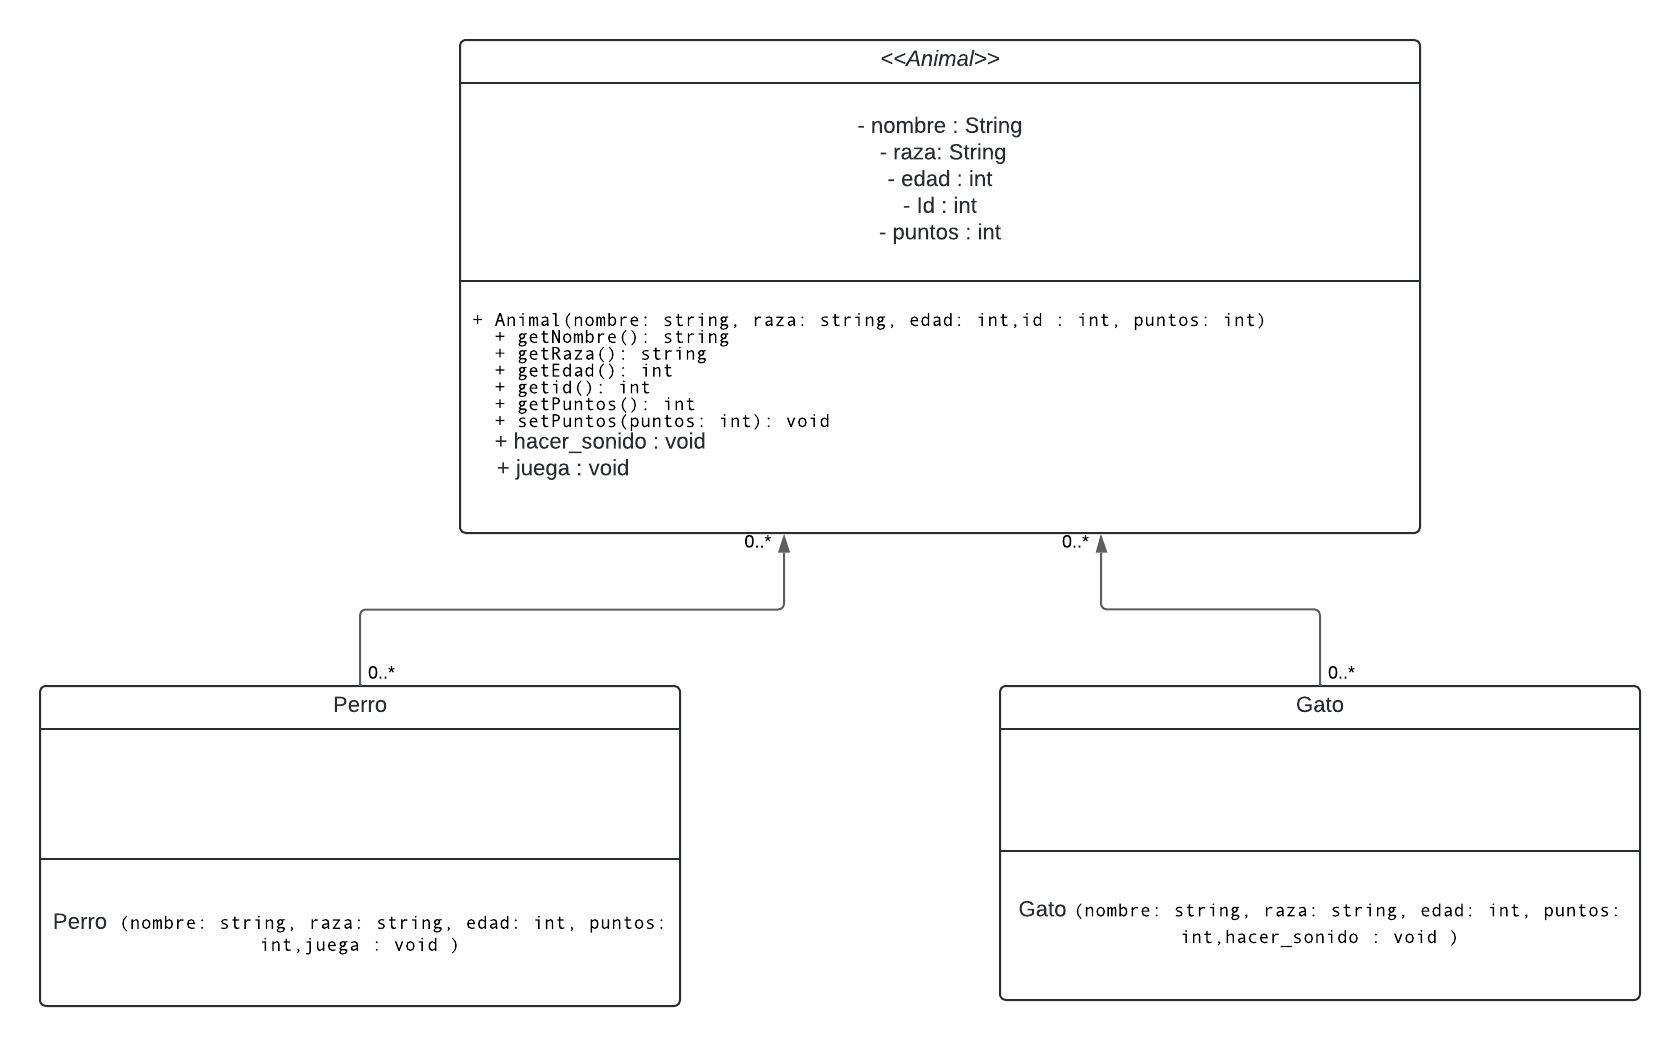 <<Animal>>
- nombre : String
- raza: String
- edad : int
- Id : int
- puntos : int
+ Animal(nombre: string, raza: string, edad: int,id : int, puntos: int)
+ getNombre(): string
+ getRaza(): string
+ getEdad(): int
+ getid(): int
+ getPuntos(): int
+ setPuntos(puntos: int): void
+ hacer_sonido : void
+ juega : void
0..*
0..*
0..*
0..*
Perro
Perro (nombre: string, raza: string, edad: int, puntos:
int,juega : void )
Gato
Gato (nombre: string, raza: string, edad: int, puntos:
int,hacer_sonido : void )